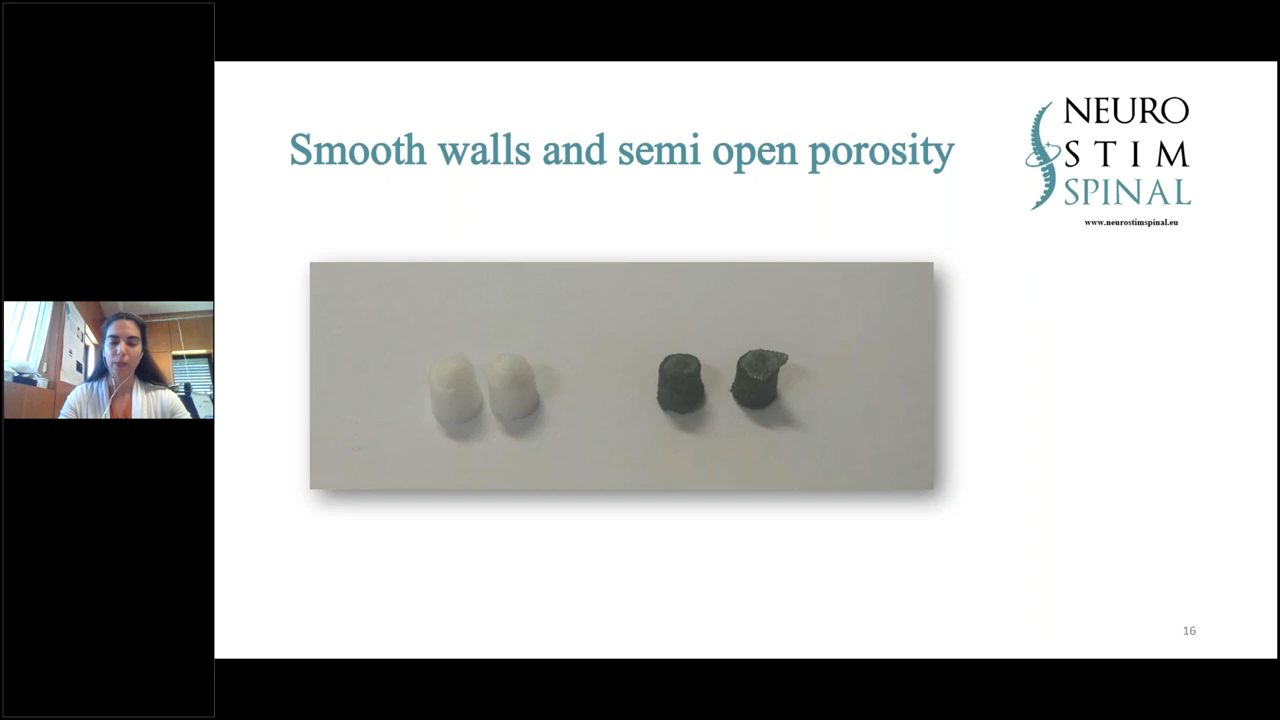 Smooth walls and semi open porosity
NEURO
STIM
SPINAL
www.neurostimspinal.eu
16